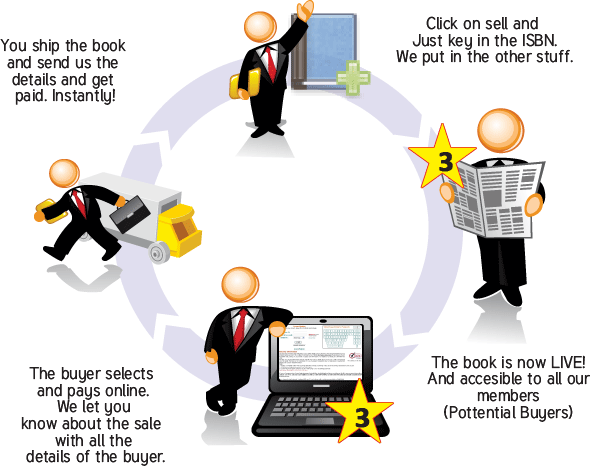 You ship the book
and send us the
details and get
paid. Instantly!
Click on sell and
Just key in the ISBN.
We put in the other stuff.
3
The book is now LIVE!
And accesible to all our
members
(Pottential Buyers)
3
The buyer selects
and pays online.
We let you
know about the sale
with all the
details of the buyer.